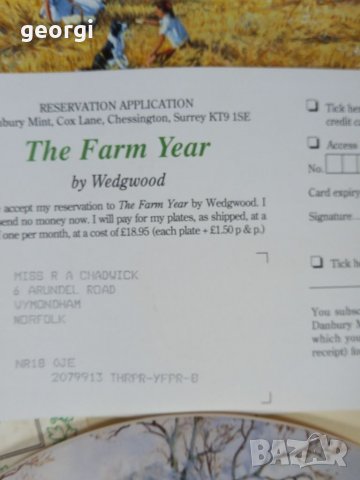 georgi
RESERVATION APPLICATION
bury Mint, Cox Lane, Chessington, Surrey KT9 1SE
The Farm Year
by Wedgwood
accept my reservation to The Farm Year by Wedgwood. I
end no money now. I will pay for my plates, as shipped, at a
f one per month, at a cost of £18.95 (each plate + £1.50 p & p.)
MISS R A CHADWICK
6 ARUNDEL ROAD
WYMONDHAM
NORFOLK
NR18 0JE
2079913 THRPR-YFPR-8
Tick her
credit c
Access
No.
Card expiry
Signature...
Tick h
You subsc
Danbury M
which you
receipt) fo
BAZAR.BG